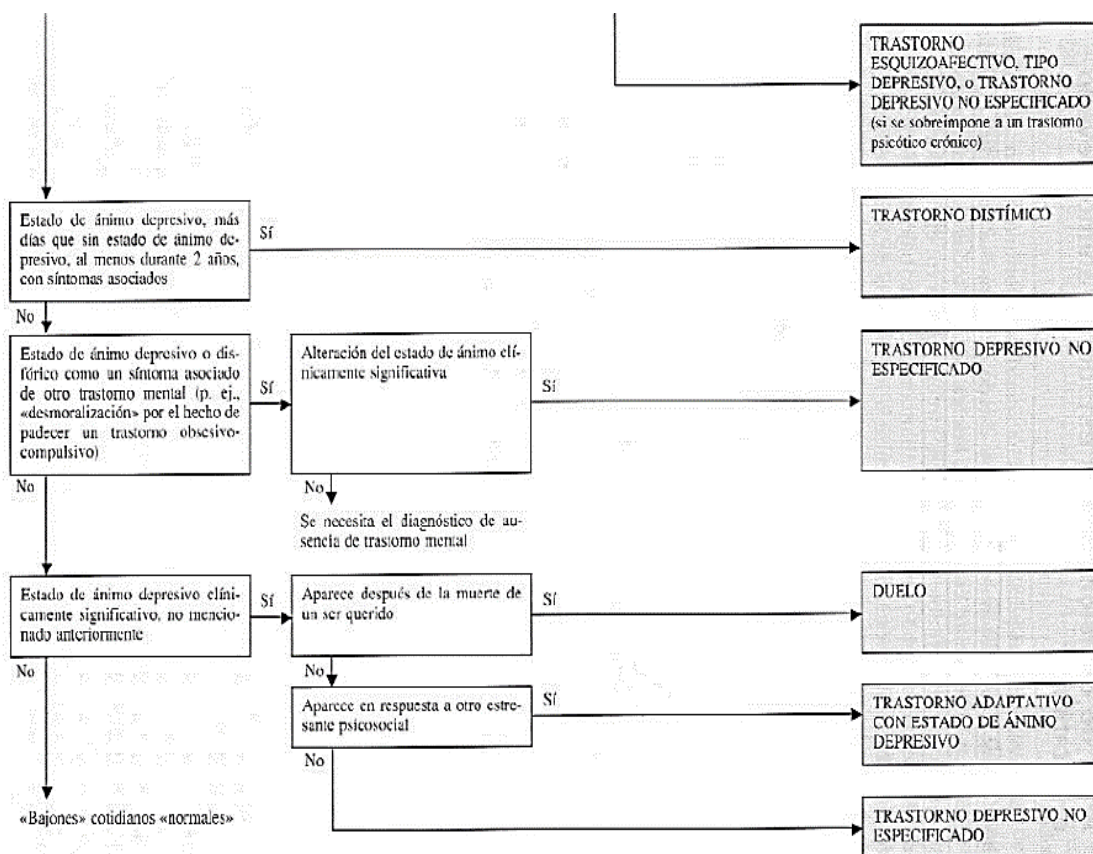 TRASTORNO
ESQUIZOAFECTIVO, TIPO
DEPRESIVO, o TRASTORNO
DEPRESIVO NO ESPECIFICADO
(si se sobreimpone a un trastorno
psicótico crónico)
Estado de ánimo depresivo, más
días que sin estado de ánimo de-
presivo, al menos durante 2 años,
con síntomas asociados
Sí
TRASTORNO DISTÍMICO
No
Estado de ánimo depresivo o dis-
fórico como un síntoma asociado
de otro trastorno mental (p. ej.,
«desmoralización» por el hecho de
padecer un trastorno obsesivo-
compulsivo)
Sí
Alteración del estado de ánimo clí-
nicamente significativa
Sí
TRASTORNO DEPRESIVO NO
ESPECIFICADO
No
No
Se necesita el diagnóstico de au-
sencia de trastorno mental
Estado de ánimo depresivo clíni-
camente significativo, no mencio-
nado anteriormente
Sí
Aparece después de la muerte de
un ser querido
Sí
DUELO
No
No
Aparece en respuesta a otro estre-
sante psicosocial
Sí
TRASTORNO ADAPTATIVO
CON ESTADO DE ÁNIMO
DEPRESIVO
No
«Bajones» cotidianos «normales»
TRASTORNO DEPRESIVO NO
ESPECIFICADO